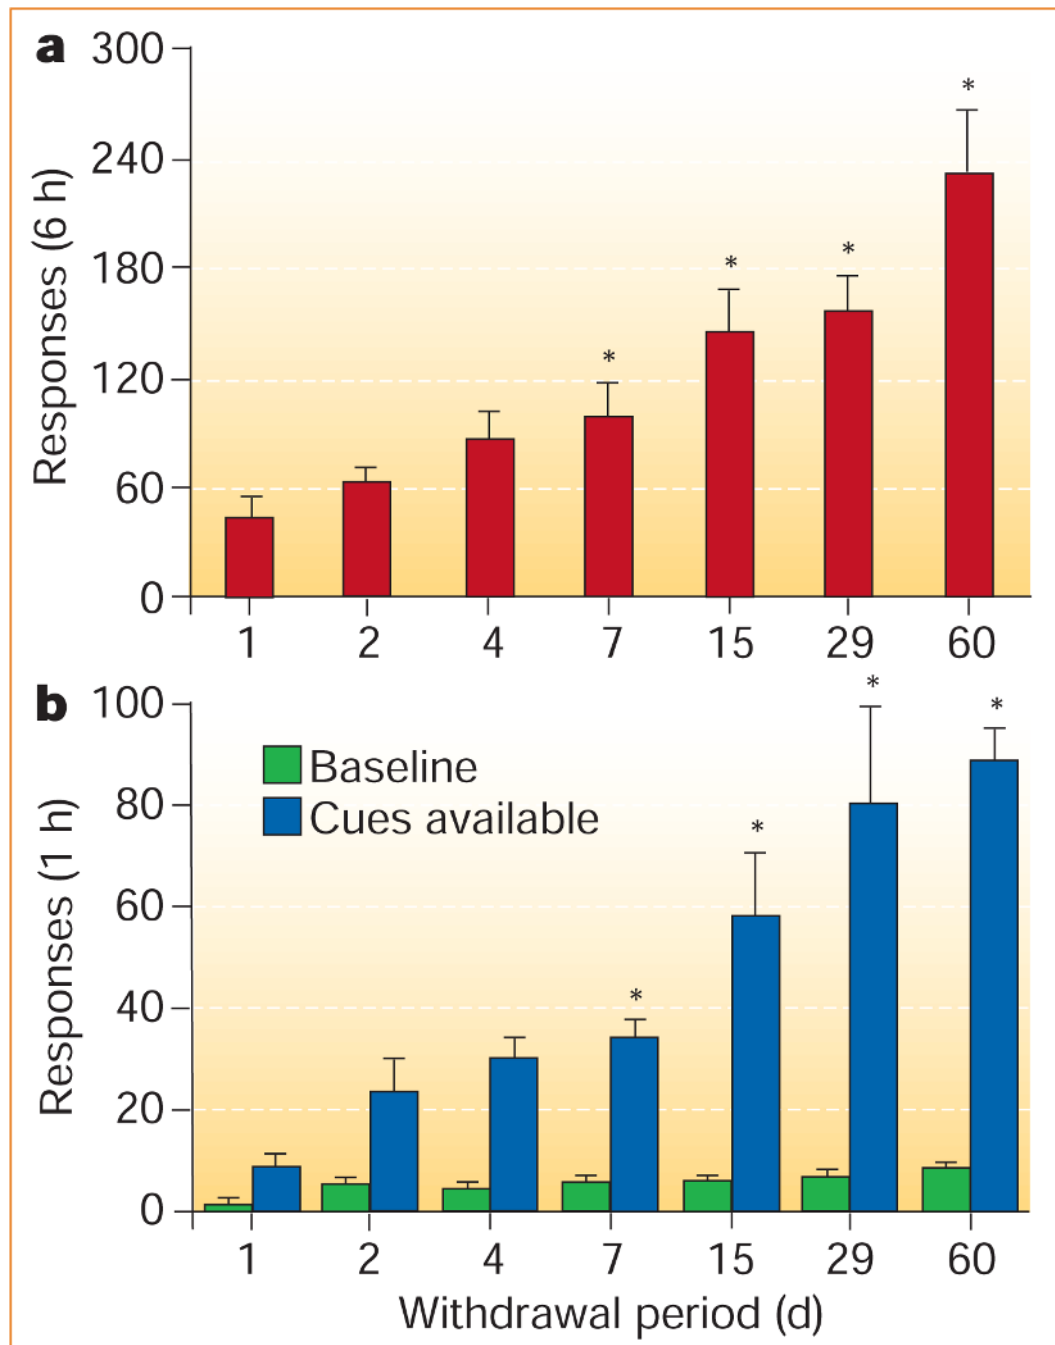 a
Responses (6 h)
300
240
180
120
60
0
* * * * *
1 2 4 7 15 29 60
b
Responses (1 h)
100
80
60
40
20
0
Baseline
Cues available
* * * *
1 2 4 7 15 29 60
Withdrawal period (d)